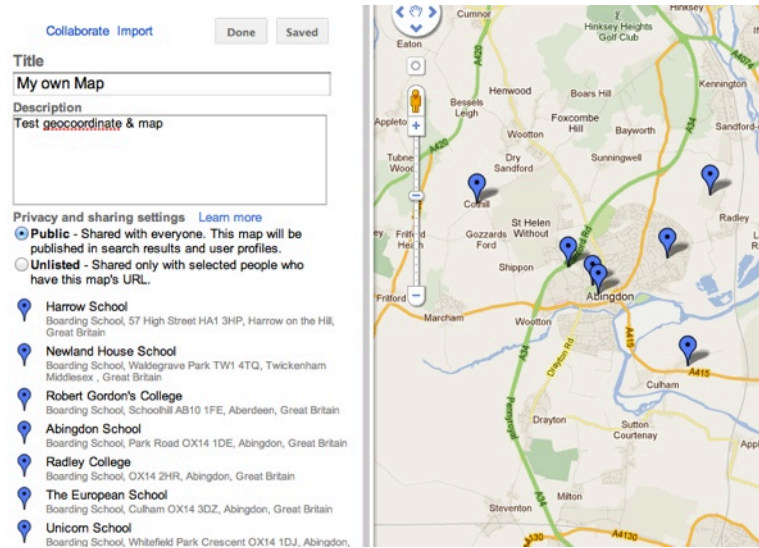 Collaborate Import
Done
Saved
Title
My own Map
Description
Test geocoordinate & map
Privacy and sharing settings Learn more
Public - Shared with everyone. This map will be
published in search results and user profiles.
Unlisted - Shared only with selected people who
have this map's URL.
Harrow School
Boarding School, 57 High Street HA1 3HP, Harrow on the Hill,
Great Britain
Newland House School
Boarding School, Waldegrave Park TW1 4TQ, Twickenham
Middlesex , Great Britain
Robert Gordon's College
Boarding School, Schoolhill AB10 1FE, Aberdeen, Great Britain
Abingdon School
Boarding School, Park Road OX14 1DE, Abingdon, Great Britain
Radley College
Boarding School, OX14 2HR, Abingdon, Great Britain
The European School
Boarding School, Culham OX14 3DZ, Abingdon, Great Britain
Unicorn School
Boarding School, Whitefield Park Crescent OX14 1DJ, Abingdon,
Cumnor
Hinksey
Hinksey Heights
Golf Club
Eaton
A420
A4074
Kennington
Henwood
Boars Hill
Bessels
Leigh
A34
Foxcombe
Hill
Appleto
Wootton
Bayworth
Sandford-
A420
Dry
Sandford
Sunningwell
Cothill
Radley
St Helen
Without
Gozzards
Ford
Shippon
Frilford
Abingdon
Marcham
Wootton
A415
Drayton Rd
A34
A415
Culham
Drayton
Sutton
Courtenay
A34
Milton
Steventon
A4130